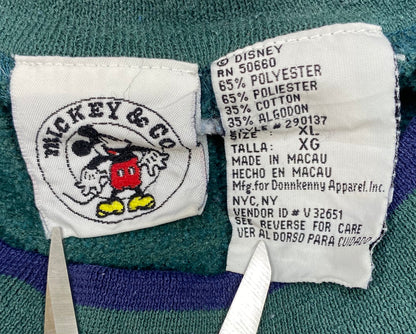 MICKEY & CO.
© DISNEY
RN 50660
65% POLYESTER
65% POLIESTER
35% COTTON
35% ALGODON
# 290137
SIZE: XL
TALLA: XG
MADE IN MACAU
HECHO EN MACAU
Mfg. for Donnkenny Apparel, Inc.
NYC, NY
VENDOR ID # V 32651
SEE REVERSE FOR CARE
VER AL DORSO PARA CUIDADO